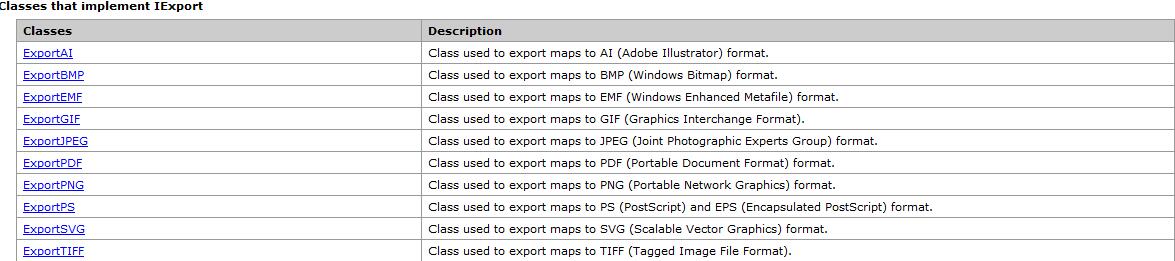 Classes that implement IExport
Classes Description
ExportAI Class used to export maps to AI (Adobe Illustrator) format.
ExportBMP Class used to export maps to BMP (Windows Bitmap) format.
ExportEMF Class used to export maps to EMF (Windows Enhanced Metafile) format.
ExportGIF Class used to export maps to GIF (Graphics Interchange Format).
ExportJPEG Class used to export maps to JPEG (Joint Photographic Experts Group) format.
ExportPDF Class used to export maps to PDF (Portable Document Format) format.
ExportPNG Class used to export maps to PNG (Portable Network Graphics) format.
ExportPS Class used to export maps to PS (PostScript) and EPS (Encapsulated PostScript) format.
ExportSVG Class used to export maps to SVG (Scalable Vector Graphics) format.
ExportTIFF Class used to export maps to TIFF (Tagged Image File Format).